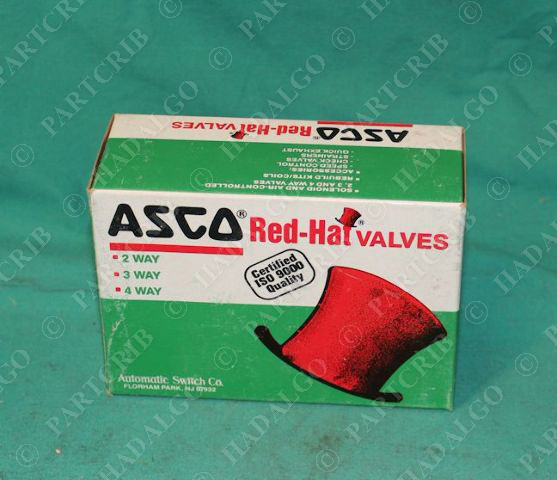 ASCO Red-Hat VALVES
SOLENOID AND AIR-CONTROLLED
2, 3 AND 4 WAY VALVES
REBUILD KITS/COILS
ACCESSORIES:
- SPEED CONTROL
- CHECK VALVES
- STRAINERS
- QUICK EXHAUST
ASCO® Red-Hat® VALVES
2 WAY
3 WAY
4 WAY
Certified
ISO 9000
Quality
Automatic Switch Co.
FLORHAM PARK, NJ 07932
© PARTCRIB
© HADALGO